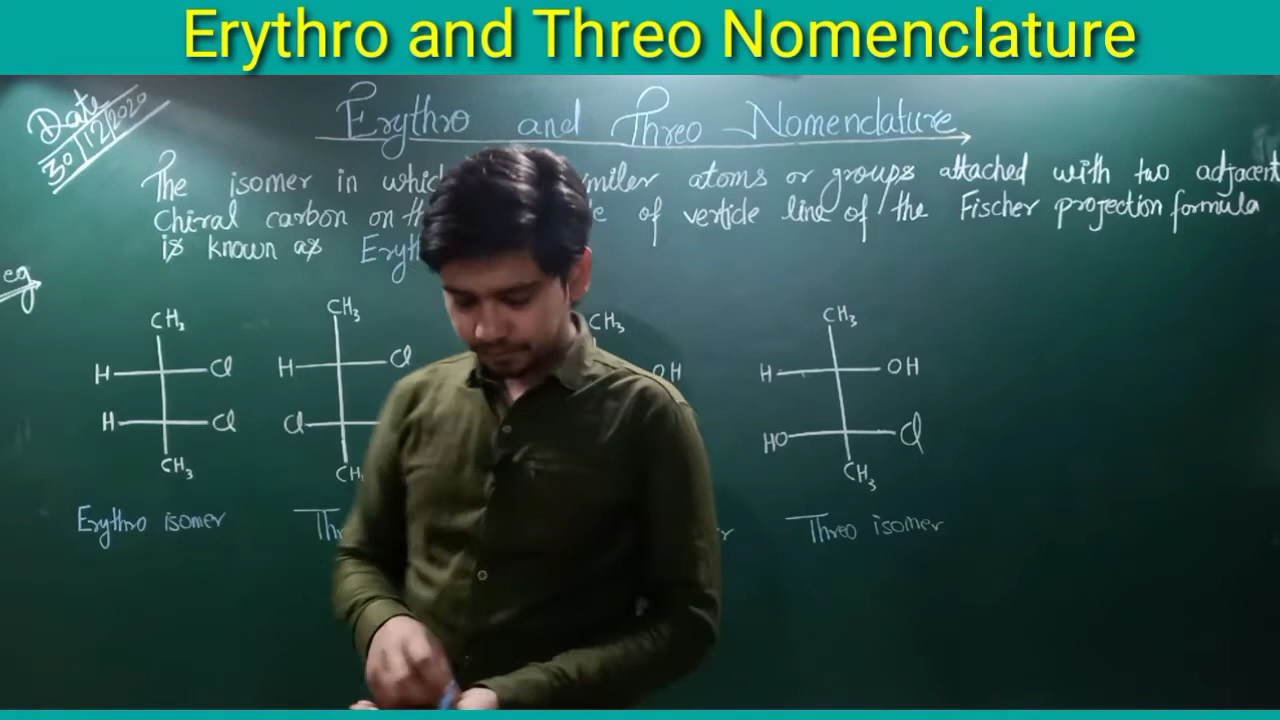 Erythro and Threo Nomenclature
Date
30/12/2020
Erythro and Threo Nomenclature
The isomer in atoms or groups attached with two adjacent
Chiral carbon on of verticle line of the Fischer projection formula
is known as
eg
CH3 CH3 CH3 CH3
H Cl H Cl OH H OH
H Cl Cl HO Cl
CH3 CH3
Erythro isomer Threo isomer